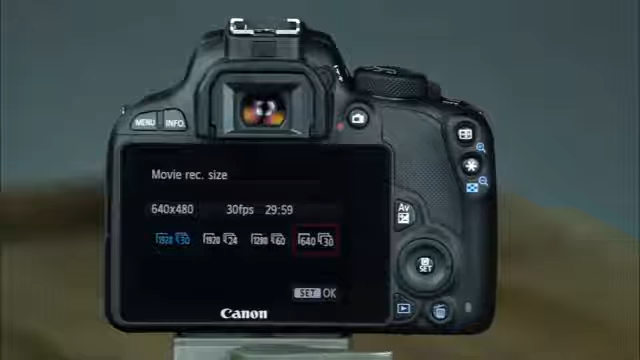 MENU INFO.
Movie rec. size
640x480 30fps 29:59
1920 30 1920 24 1280 60 640 30
Av
SET
SET OK
Canon